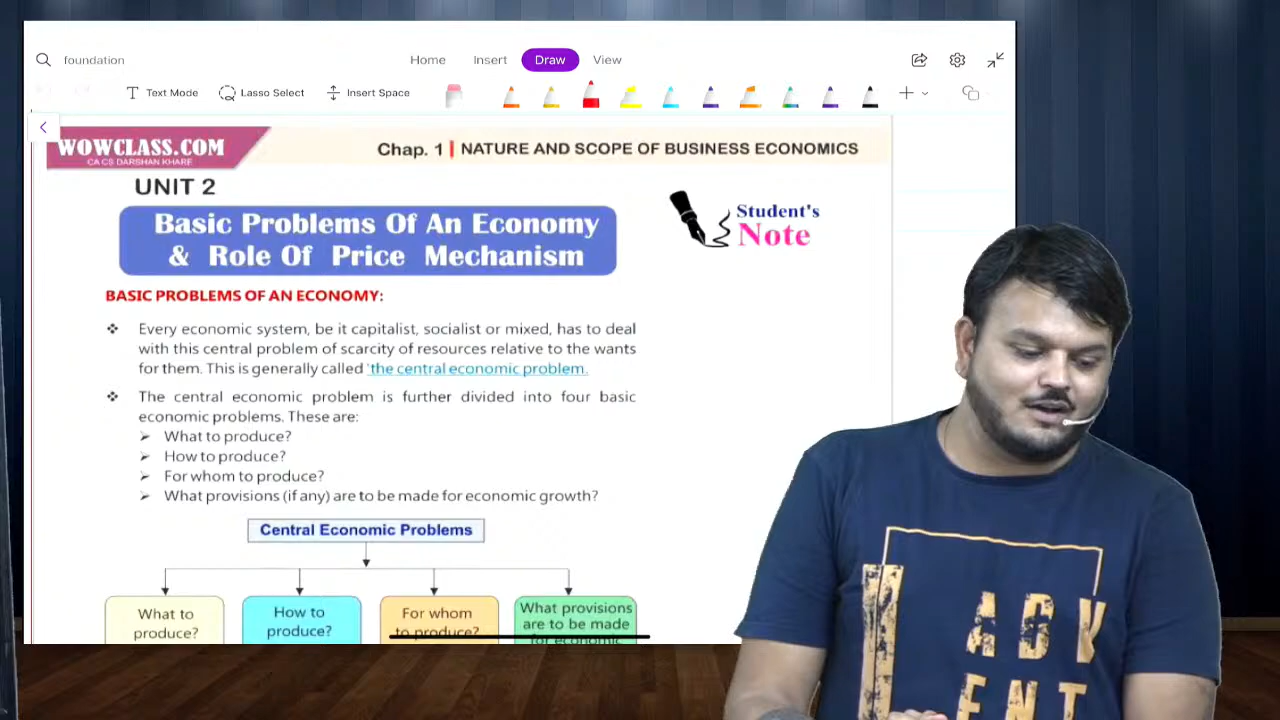 foundation
Home Insert Draw View
Text Mode Lasso Select Insert Space
WOWCLASS.COM
CA CS DARSHAN KHARE
Chap. 1 | NATURE AND SCOPE OF BUSINESS ECONOMICS
UNIT 2
Basic Problems Of An Economy
& Role Of Price Mechanism
Student's
Note
BASIC PROBLEMS OF AN ECONOMY:
❖ Every economic system, be it capitalist, socialist or mixed, has to deal
with this central problem of scarcity of resources relative to the wants
for them. This is generally called 'the central economic problem.
❖ The central economic problem is further divided into four basic
economic problems. These are:
➢ What to produce?
➢ How to produce?
➢ For whom to produce?
➢ What provisions (if any) are to be made for economic growth?
Central Economic Problems
What to
produce?
How to
produce?
For whom
to produce?
What provisions
are to be made
for economic